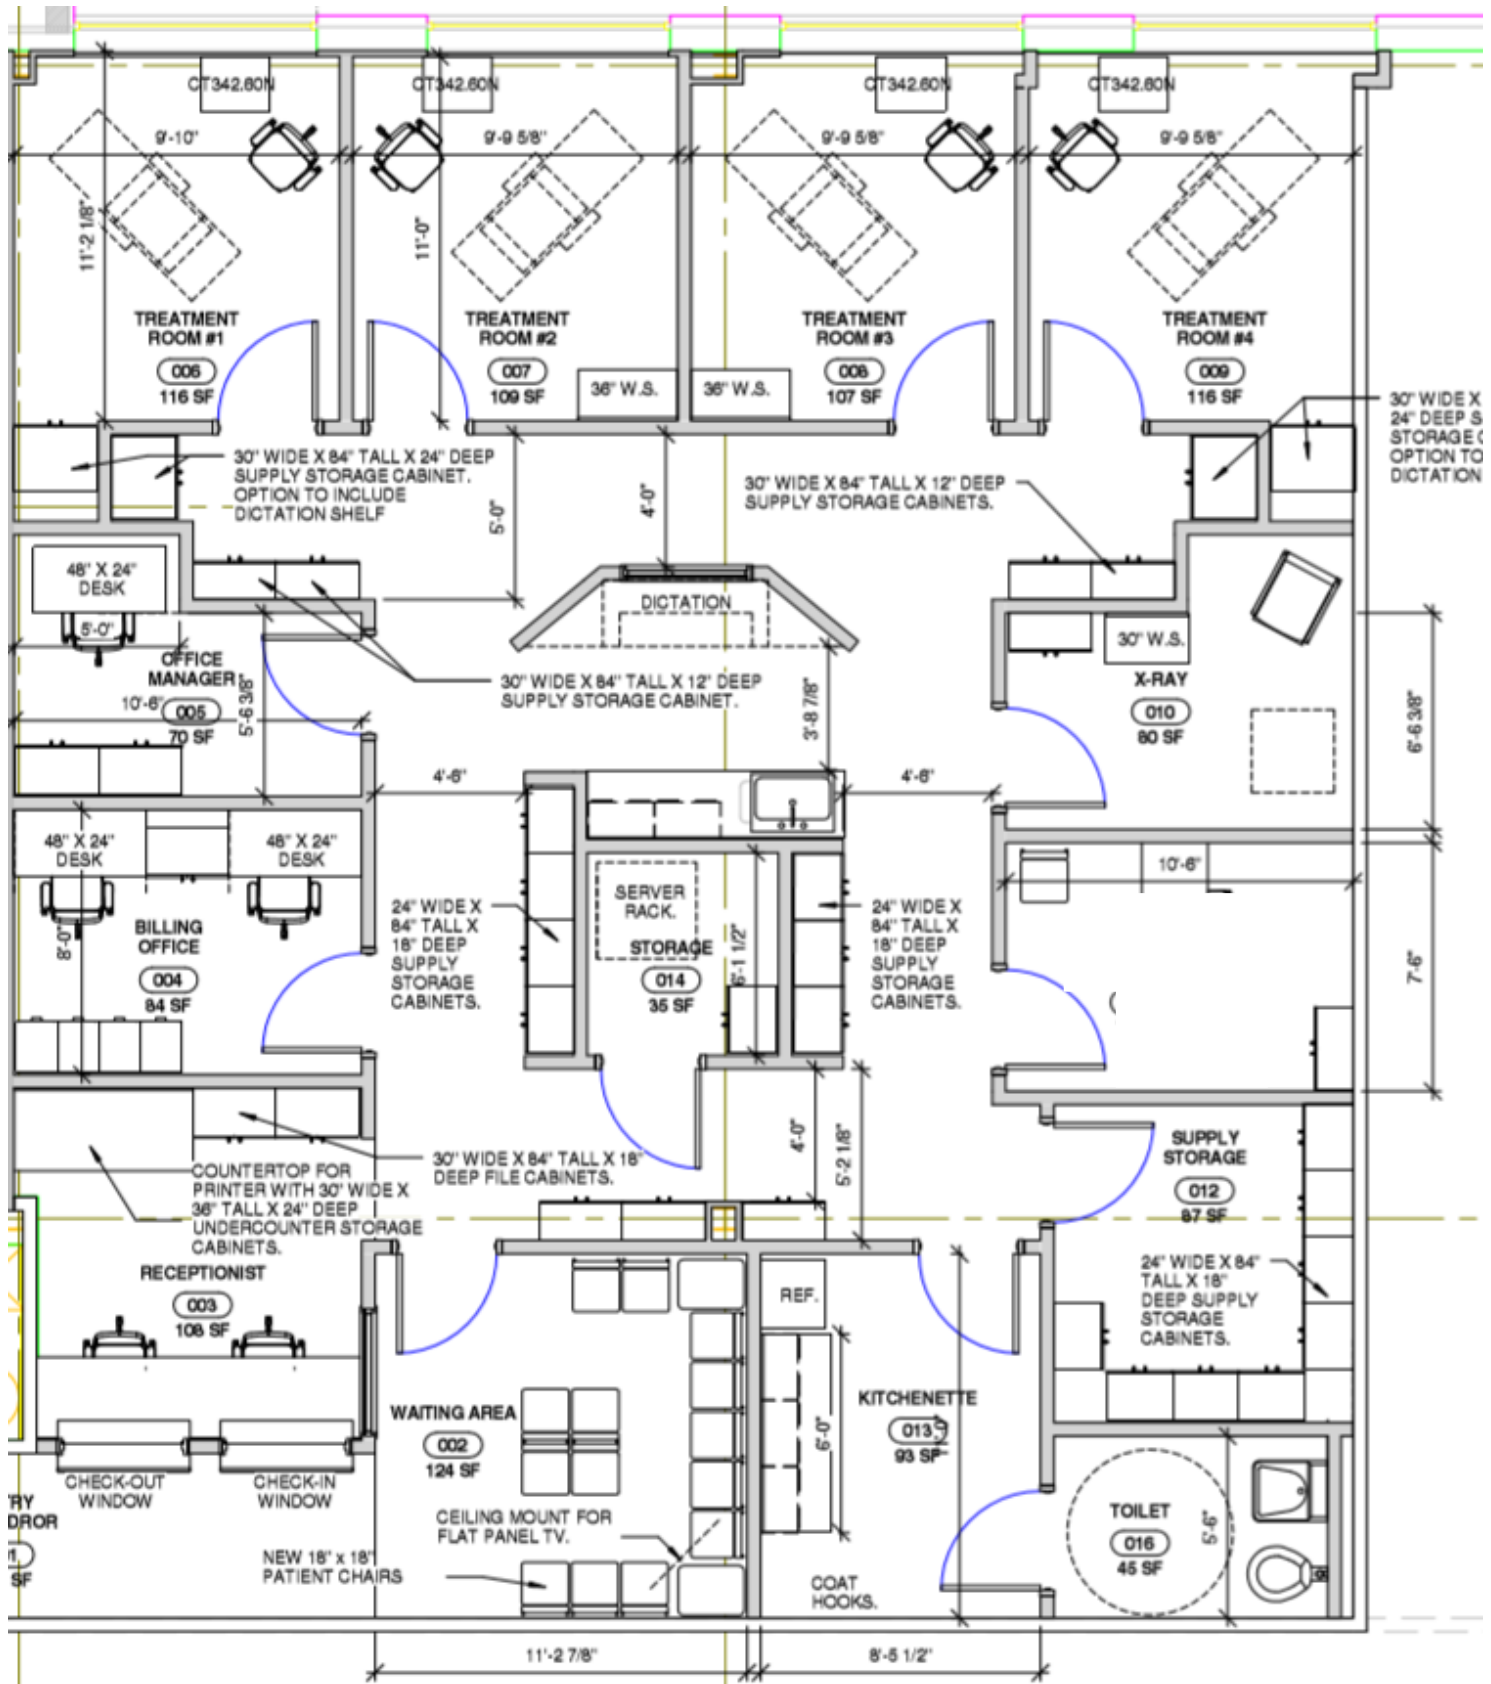 CT342.60N
CT342.60N
CT342.60N
CT342.60N
9'-10"
9'-9 5/8"
9'-9 5/8"
9'-9 5/8"
11'-2 1/8"
11'-0"
TREATMENT
ROOM #1
006
116 SF
TREATMENT
ROOM #2
007
109 SF
36" W.S.
36" W.S.
TREATMENT
ROOM #3
008
107 SF
TREATMENT
ROOM #4
009
116 SF
30" WIDE X
24" DEEP S
STORAGE C
OPTION TO
DICTATION
30" WIDE X 84" TALL X 24" DEEP
SUPPLY STORAGE CABINET.
OPTION TO INCLUDE
DICTATION SHELF
5'-0"
4'-0"
30" WIDE X 84" TALL X 12" DEEP
SUPPLY STORAGE CABINETS.
48" X 24"
DESK
5'-0"
OFFICE
MANAGER
10'-6"
005
70 SF
5'-6 3/8"
DICTATION
30" WIDE X 84" TALL X 12" DEEP
SUPPLY STORAGE CABINET.
3'-8 7/8"
30" W.S.
X-RAY
010
80 SF
6'-6 3/8"
4'-6"
4'-6"
48" X 24"
DESK
48" X 24"
DESK
BILLING
OFFICE
004
84 SF
8'-0"
24" WIDE X
84" TALL X
18" DEEP
SUPPLY
STORAGE
CABINETS.
SERVER
RACK.
STORAGE
014
35 SF
6'-1 1/2"
24" WIDE X
84" TALL X
18" DEEP
SUPPLY
STORAGE
CABINETS.
10'-6"
7'-6"
30" WIDE X 84" TALL X 18"
DEEP FILE CABINETS.
4'-0"
5'-2 1/8"
COUNTERTOP FOR
PRINTER WITH 30" WIDE X
36" TALL X 24" DEEP
UNDERCOUNTER STORAGE
CABINETS.
RECEPTIONIST
003
108 SF
SUPPLY
STORAGE
012
87 SF
24" WIDE X 84"
TALL X 18"
DEEP SUPPLY
STORAGE
CABINETS.
REF.
WAITING AREA
002
124 SF
KITCHENETTE
013
93 SF
6'-0"
CHECK-OUT
WINDOW
CHECK-IN
WINDOW
CEILING MOUNT FOR
FLAT PANEL TV.
NEW 18" x 18"
PATIENT CHAIRS
COAT
HOOKS.
TOILET
016
45 SF
5'-6"
TRY
DROR
SF
11'-2 7/8"
8'-5 1/2"